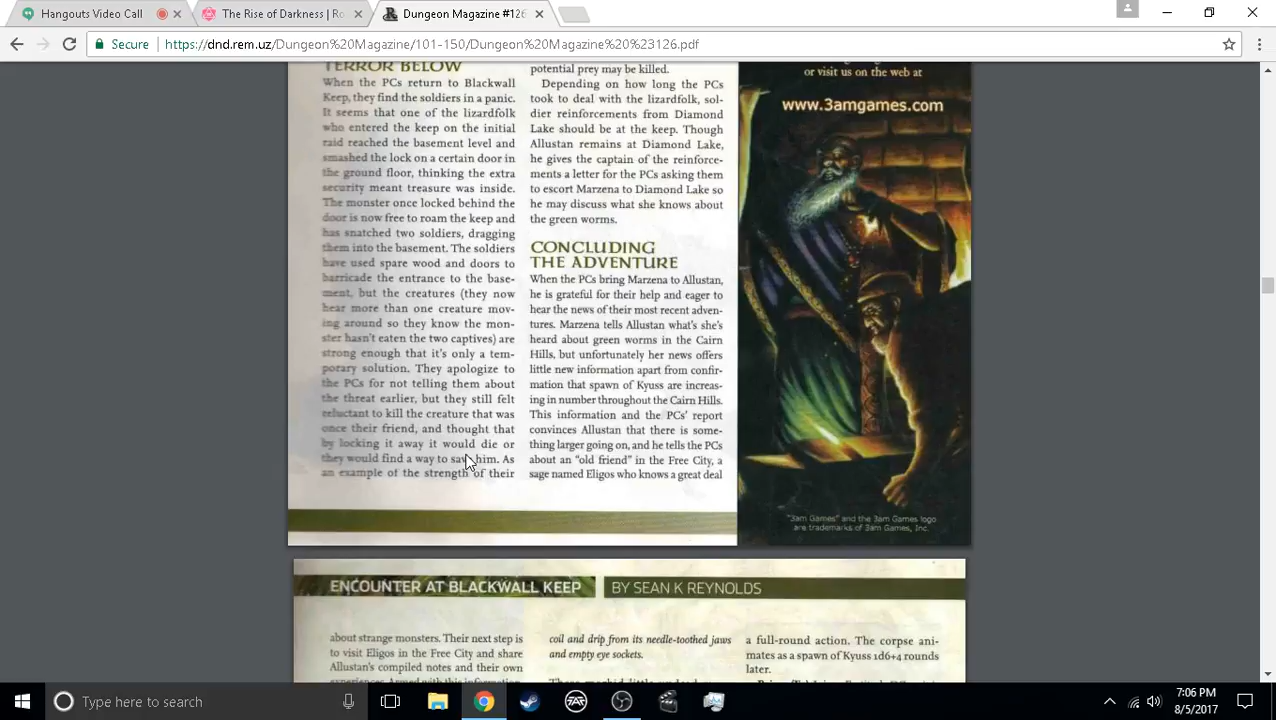 Hangouts Video Call
The Rise of Darkness | Ro
Dungeon Magazine #126
Secure
https://dnd.rem.uz/Dungeon%20Magazine/101-150/Dungeon%20Magazine%20%23126.pdf
TERROR BELOW
When the PCs return to Blackwall
Keep, they find the soldiers in a panic.
It seems that one of the lizardfolk
who entered the keep on the initial
raid reached the basement level and
smashed the lock on a certain door in
the ground floor, thinking the extra
security meant treasure was inside.
The monster once locked behind the
door is now free to roam the keep and
has snatched two soldiers, dragging
them into the basement. The soldiers
have used spare wood and doors to
barricade the entrance to the base-
ment, but the creatures (they now
hear more than one creature mov-
ing around so they know the mon-
ster hasn't eaten the two captives) are
strong enough that it's only a tem-
porary solution. They apologize to
the PCs for not telling them about
the threat earlier, but they still felt
reluctant to kill the creature that was
once their friend, and thought that
by locking it away it would die or
they would find a way to save him. As
an example of the strength of their
potential prey may be killed.
Depending on how long the PCs
took to deal with the lizardfolk, sol-
dier reinforcements from Diamond
Lake should be at the keep. Though
Allustan remains at Diamond Lake,
he gives the captain of the reinforce-
ments a letter for the PCs asking them
to escort Marzena to Diamond Lake so
he may discuss what she knows about
the green worms.
CONCLUDING
THE ADVENTURE
When the PCs bring Marzena to Allustan,
he is grateful for their help and eager to
hear the news of their most recent adven-
tures. Marzena tells Allustan what's she's
heard about green worms in the Cairn
Hills, but unfortunately her news offers
little new information apart from confir-
mation that spawn of Kyuss are increas-
ing in number throughout the Cairn Hills.
This information and the PCs' report
convinces Allustan that there is some-
thing larger going on, and he tells the PCs
about an "old friend" in the Free City, a
sage named Eligos who knows a great deal
or visit us on the web at
www.3amgames.com
"3am Games" and the 3am Games logo
are trademarks of 3am Games, Inc.
ENCOUNTER AT BLACKWALL KEEP
BY SEAN K REYNOLDS
about strange monsters. Their next step is
to visit Eligos in the Free City and share
Allustan's compiled notes and their own
experiences. Armed with this information,
coil and drip from its needle-toothed jaws
and empty eye sockets.
These morbid little undead
a full-round action. The corpse ani-
mates as a spawn of Kyuss 1d6+4 rounds
later.
Type here to search
7:06 PM
8/5/2017